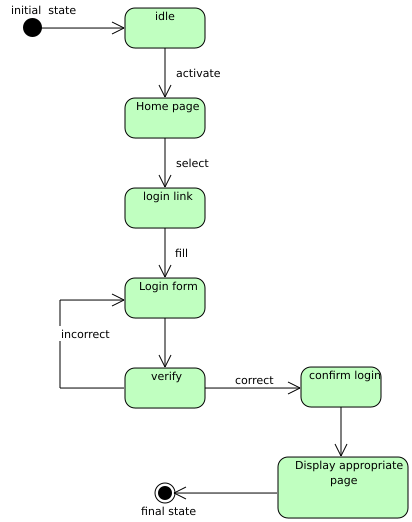 initial  state
idle
activate
Home page
select
login link
fill
Login form
incorrect
verify
correct
confirm login
Display appropriate
page
final state